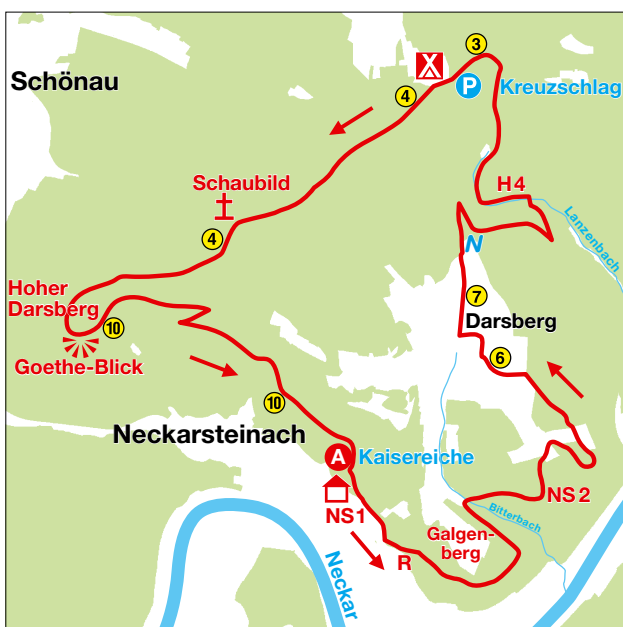 3
Schönau
P Kreuzschlag
4
H4
Schaubild
Lanzenbach
4
N
Hoher
Darsberg
7
10
Darsberg
6
Goethe-Blick
10
Neckarsteinach
A Kaisereiche
NS2
NS1
Bitterbach
Galgen-
berg
R
Neckar